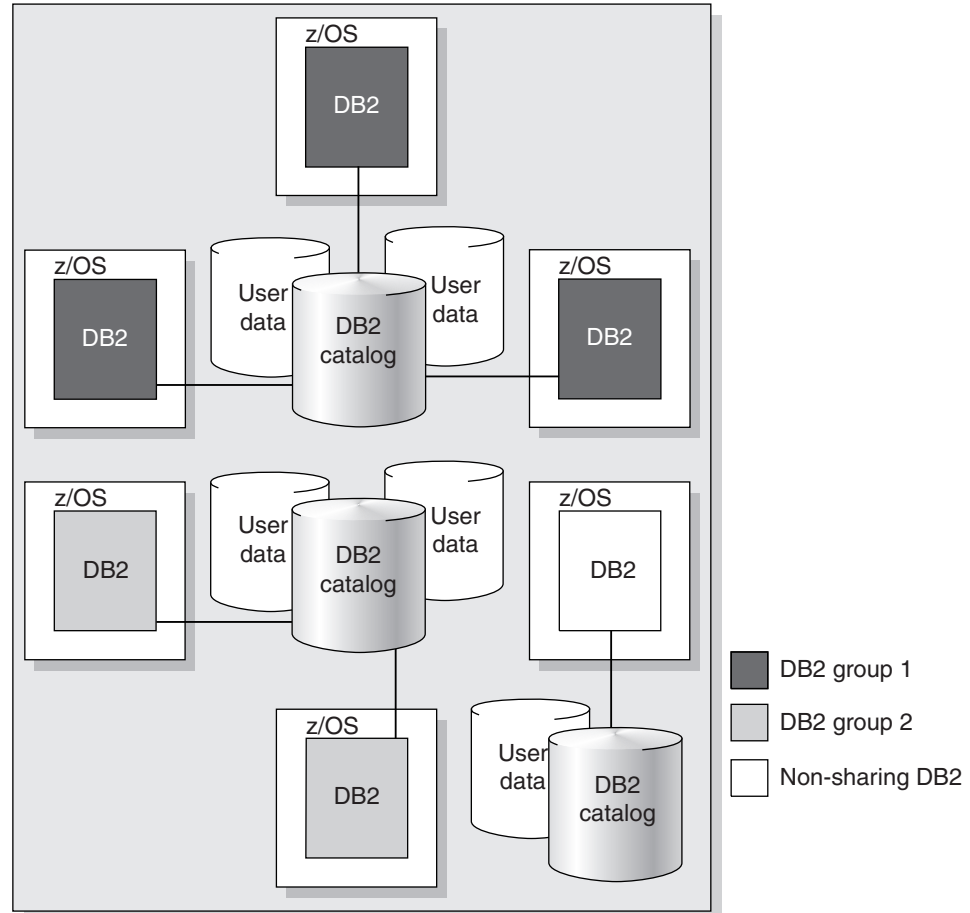 z/OS
DB2
z/OS
DB2
User
data
DB2
catalog
User
data
z/OS
DB2
z/OS
DB2
User
data
DB2
catalog
User
data
z/OS
DB2
z/OS
DB2
User
data
DB2
catalog
DB2 group 1
DB2 group 2
Non-sharing DB2